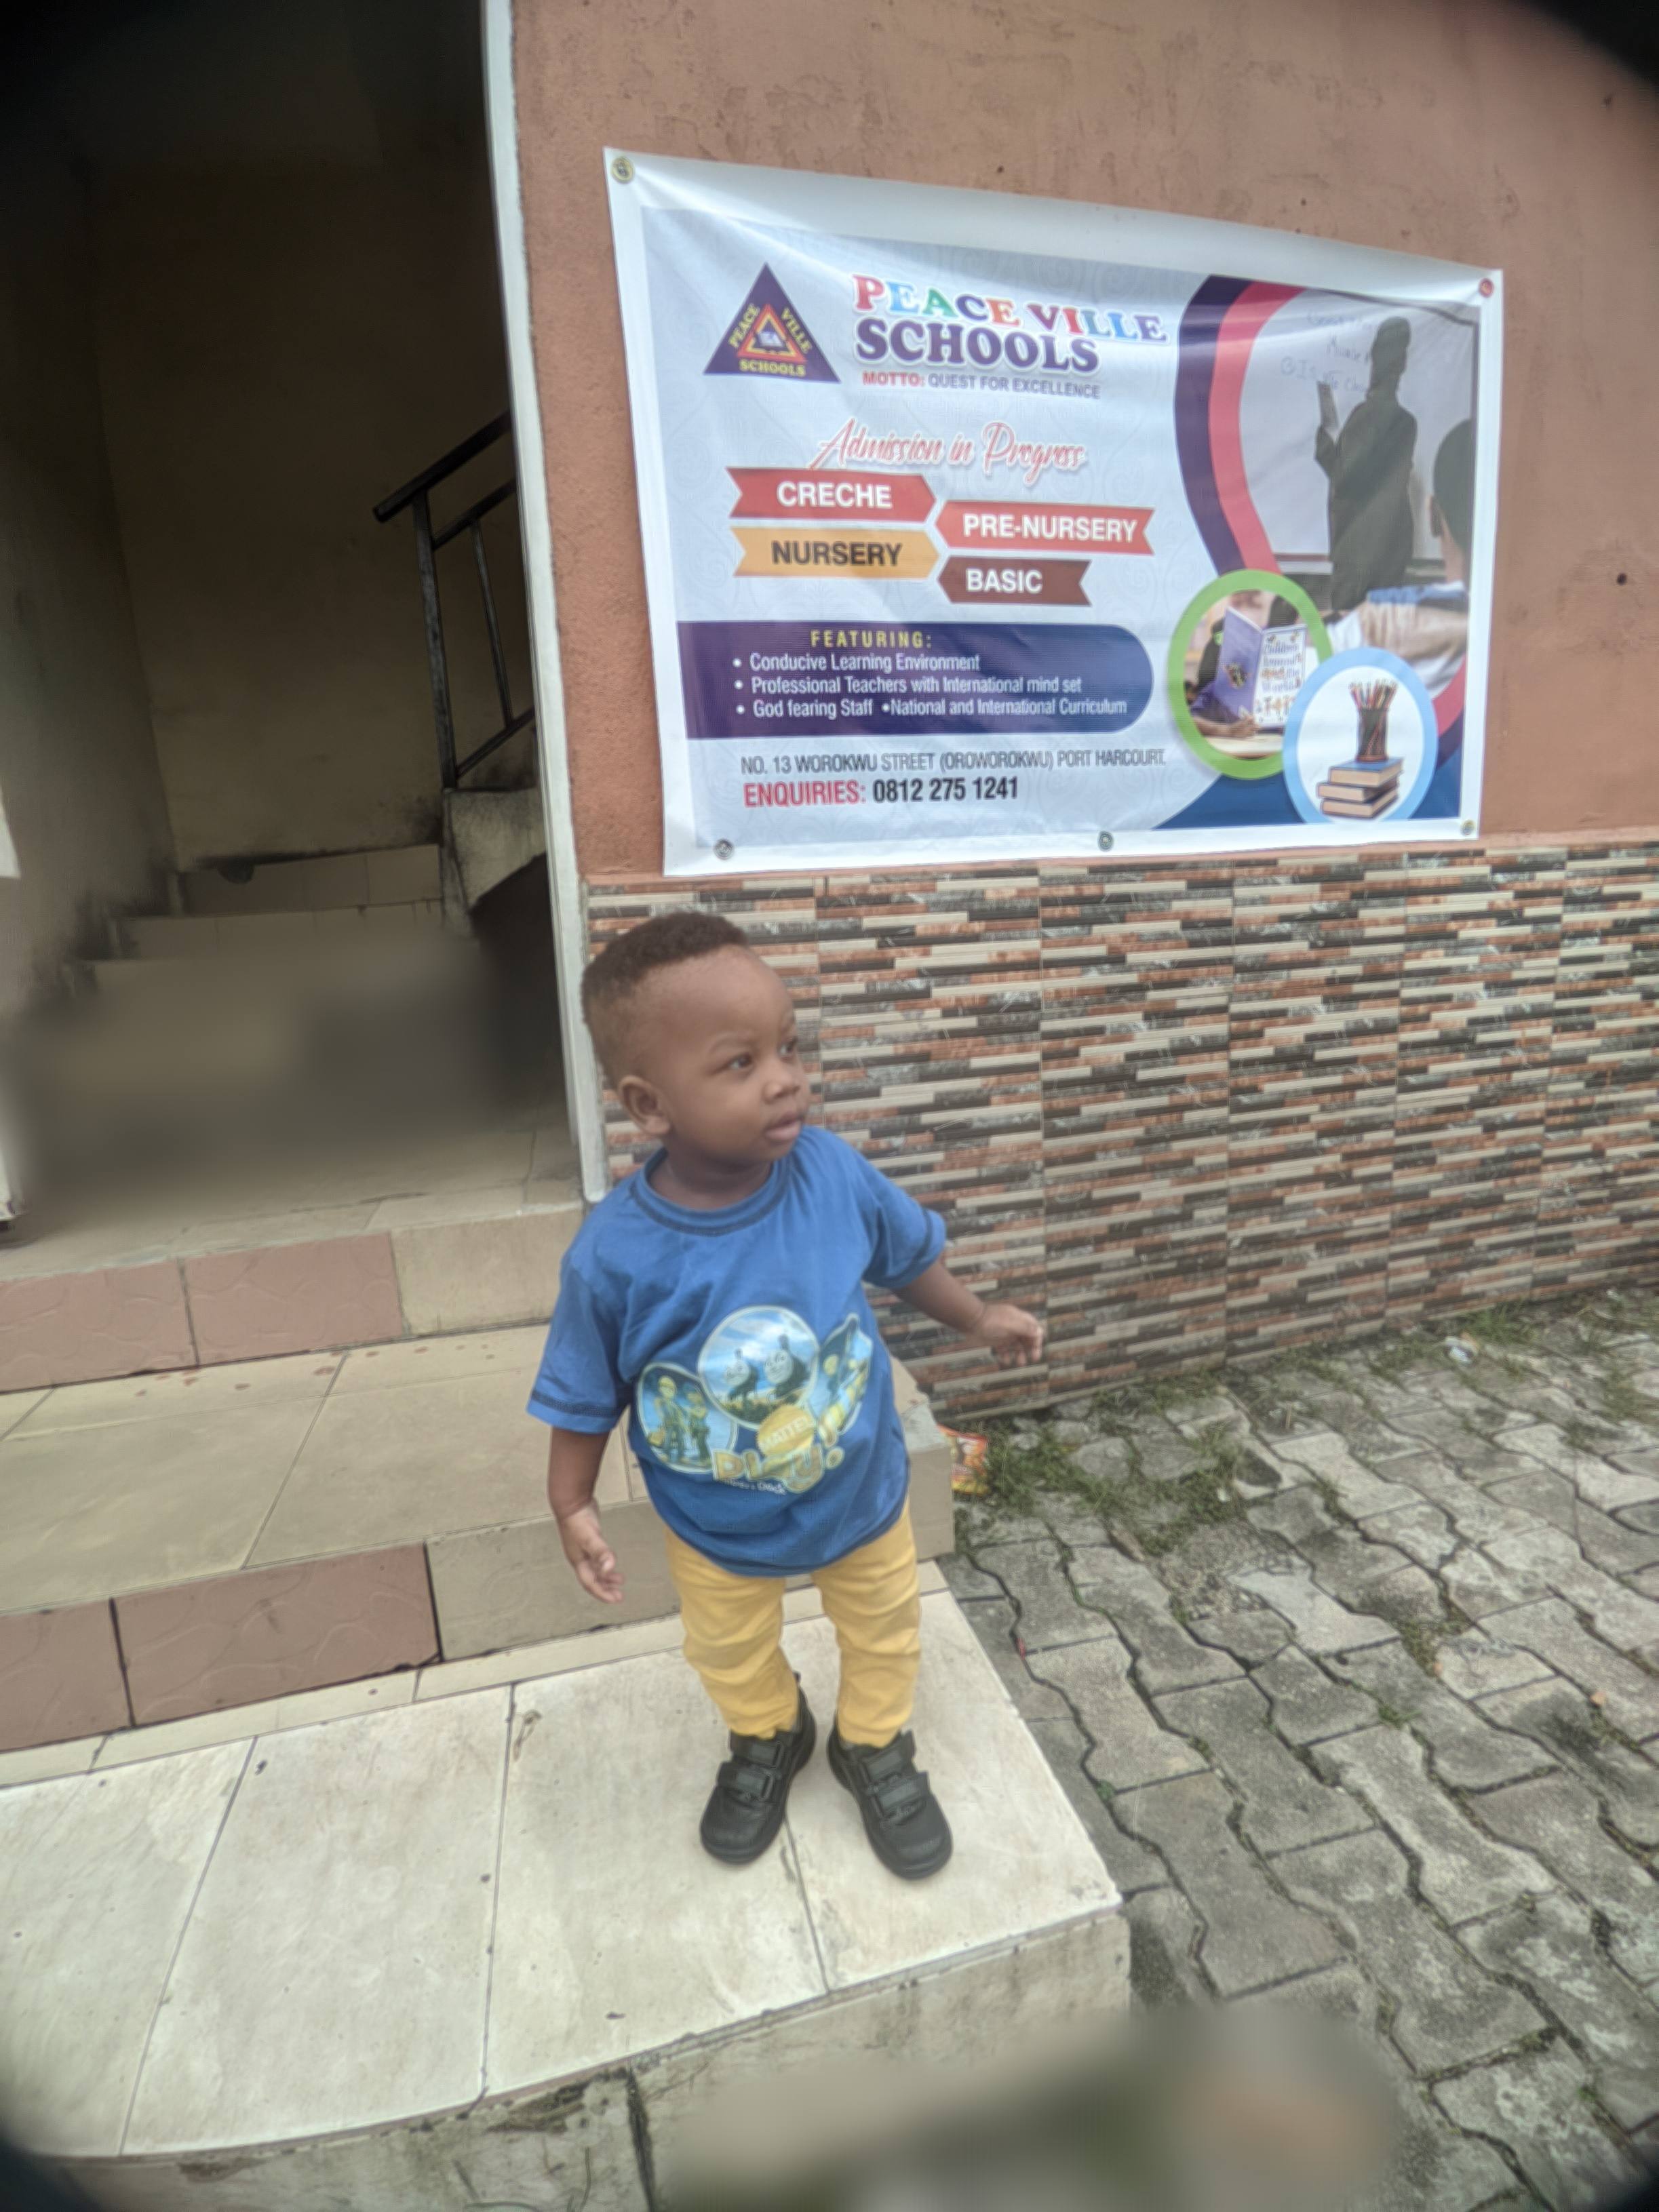 PEACE VILLE
SCHOOLS
PEACE VILLE
SCHOOLS
MOTTO: QUEST FOR EXCELLENCE
Admission in Progress
CRECHE
PRE-NURSERY
NURSERY
BASIC
FEATURING:
• Conducive Learning Environment
• Professional Teachers with International mind set
• God fearing Staff •National and International Curriculum
NO. 13 WOROKWU STREET (OROWOROKWU) PORT HARCOURT.
ENQUIRIES: 0812 275 1241
PLAY!